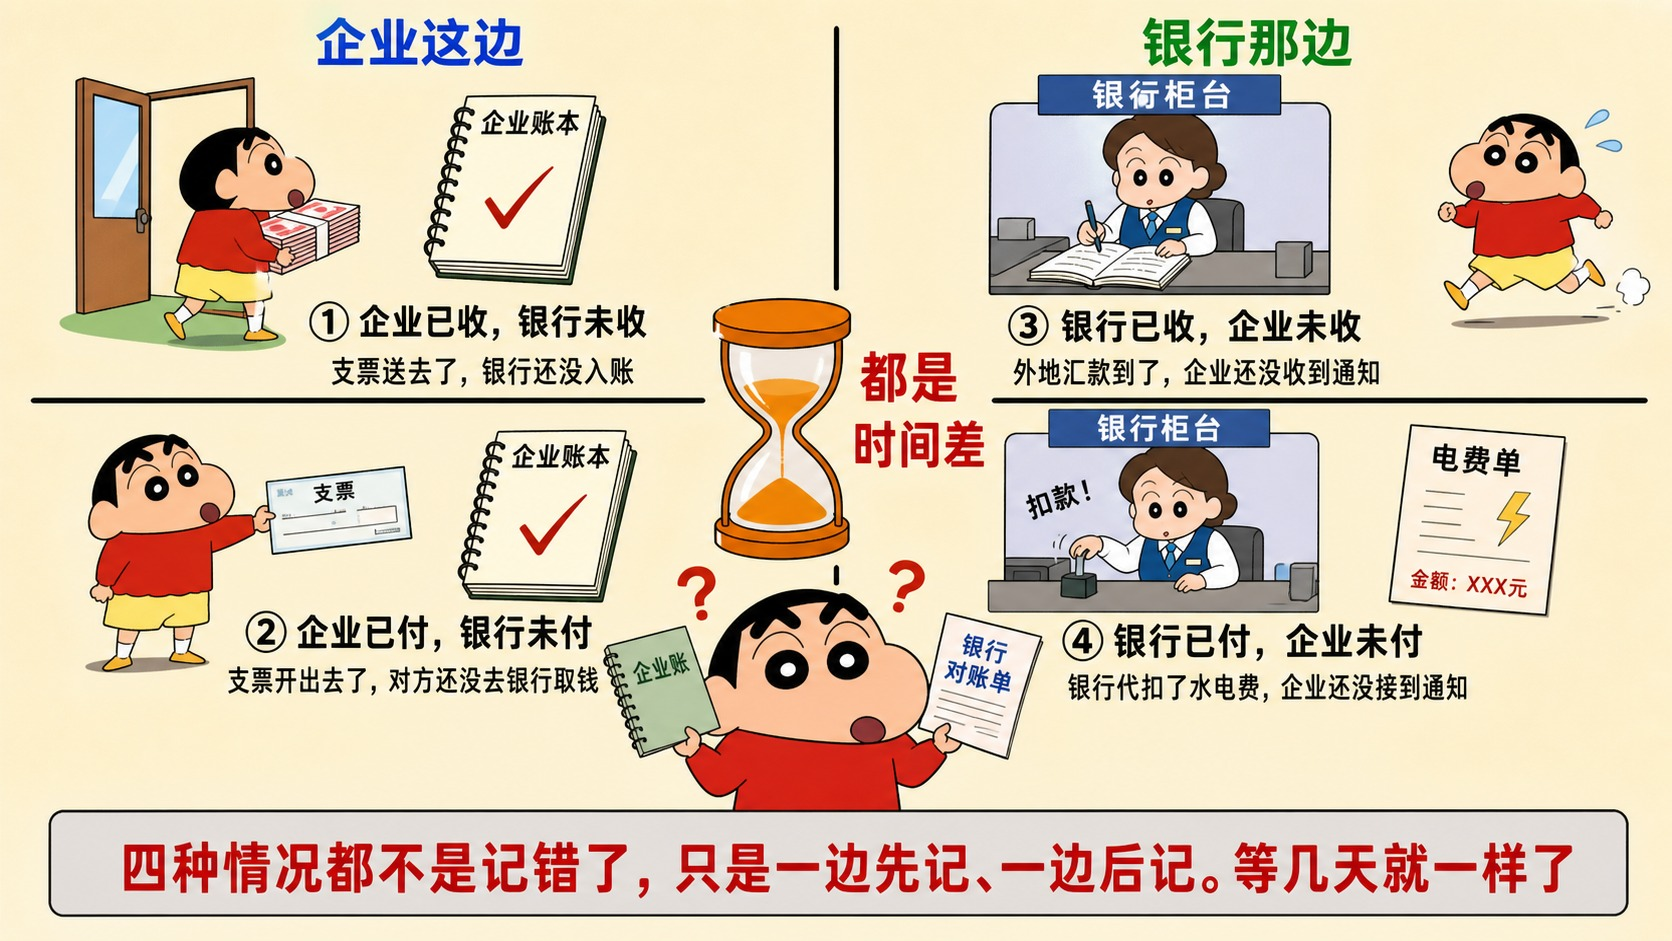 企业这边
银行那边
企业账本
① 企业已收，银行未收
支票送去了，银行还没入账
银行柜台
③ 银行已收，企业未收
外地汇款到了，企业还没收到通知
都是
时间差
支票
企业账本
② 企业已付，银行未付
支票开出去了，对方还没去银行取钱
银行柜台
扣款！
电费单
金额：XXX元
④ 银行已付，企业未付
银行代扣了水电费，企业还没接到通知
?
?
企业账
银行
对账单
四种情况都不是记错了，只是一边先记、一边后记。等几天就一样了